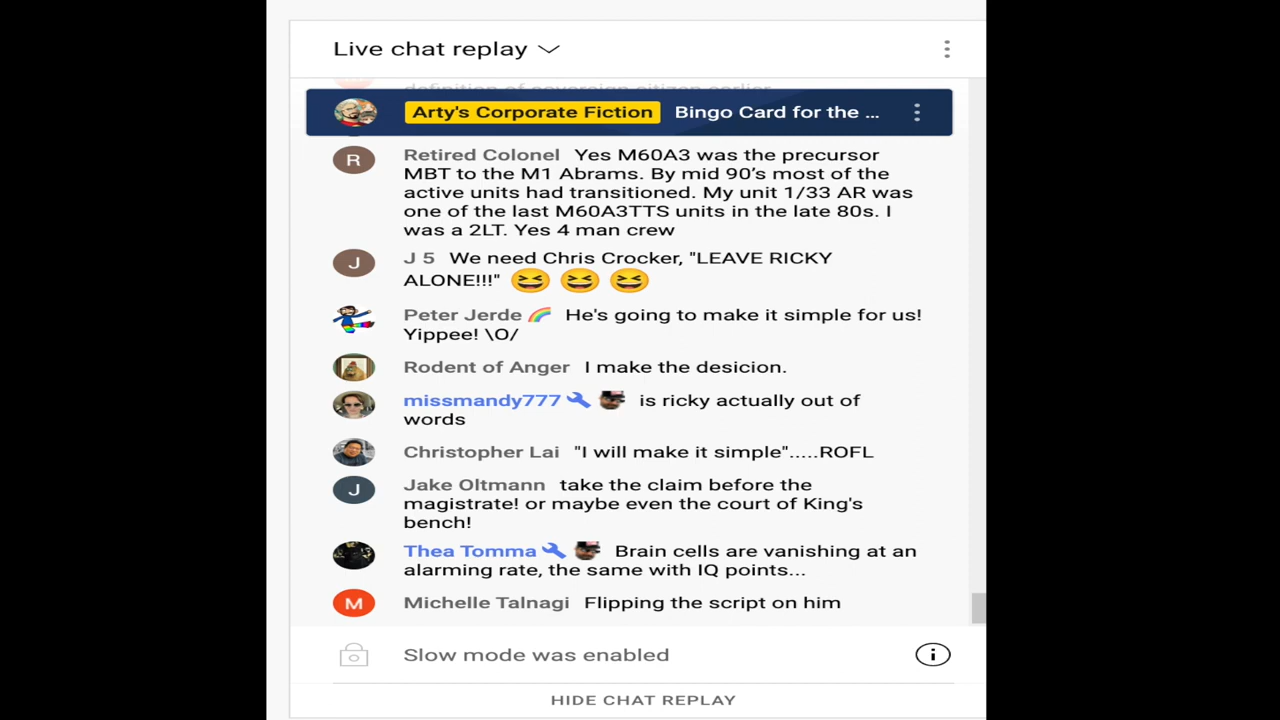 Live chat replay
definition of sovereign citizen earlier
Arty's Corporate Fiction Bingo Card for the ...
R Retired Colonel Yes M60A3 was the precursor
MBT to the M1 Abrams. By mid 90's most of the
active units had transitioned. My unit 1/33 AR was
one of the last M60A3TTS units in the late 80s. I
was a 2LT. Yes 4 man crew
J J 5 We need Chris Crocker, "LEAVE RICKY
ALONE!!!" 😆 😆 😆
Peter Jerde 🌈 He's going to make it simple for us!
Yippee! \O/
Rodent of Anger I make the desicion.
missmandy777 is ricky actually out of
words
Christopher Lai "I will make it simple".....ROFL
J Jake Oltmann take the claim before the
magistrate! or maybe even the court of King's
bench!
Thea Tomma Brain cells are vanishing at an
alarming rate, the same with IQ points...
M Michelle Talnagi Flipping the script on him
Slow mode was enabled
HIDE CHAT REPLAY